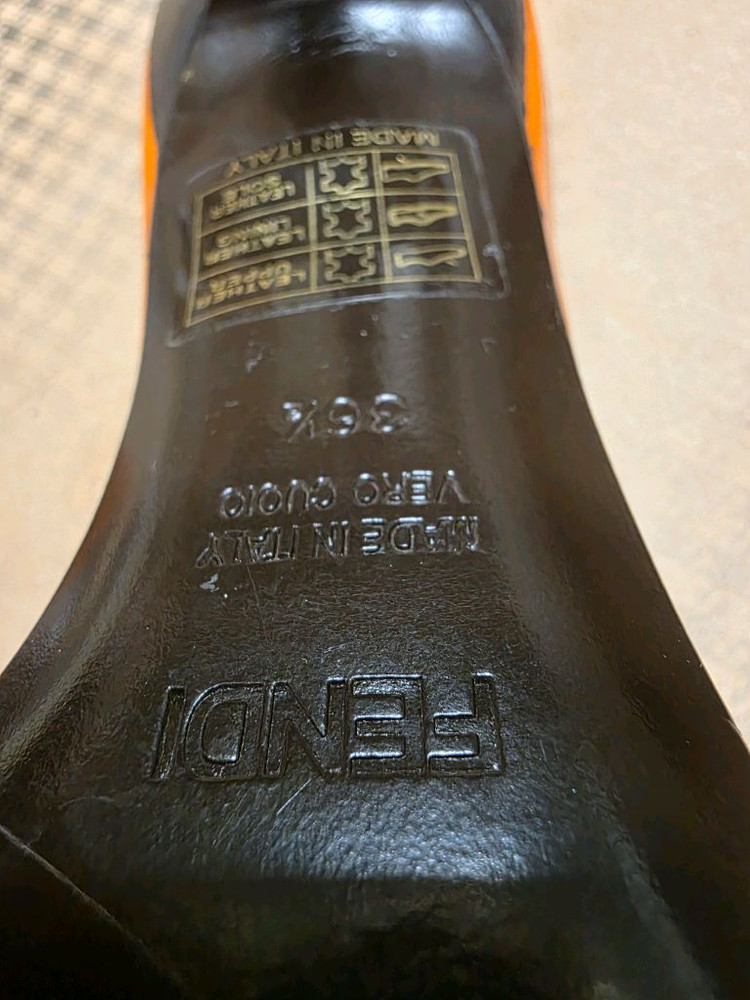 FENDI
MADE IN ITALY
VERO CUOIO
36½
LEATHER
UPPER
LEATHER
LINING
LEATHER
SOLE
MADE IN ITALY